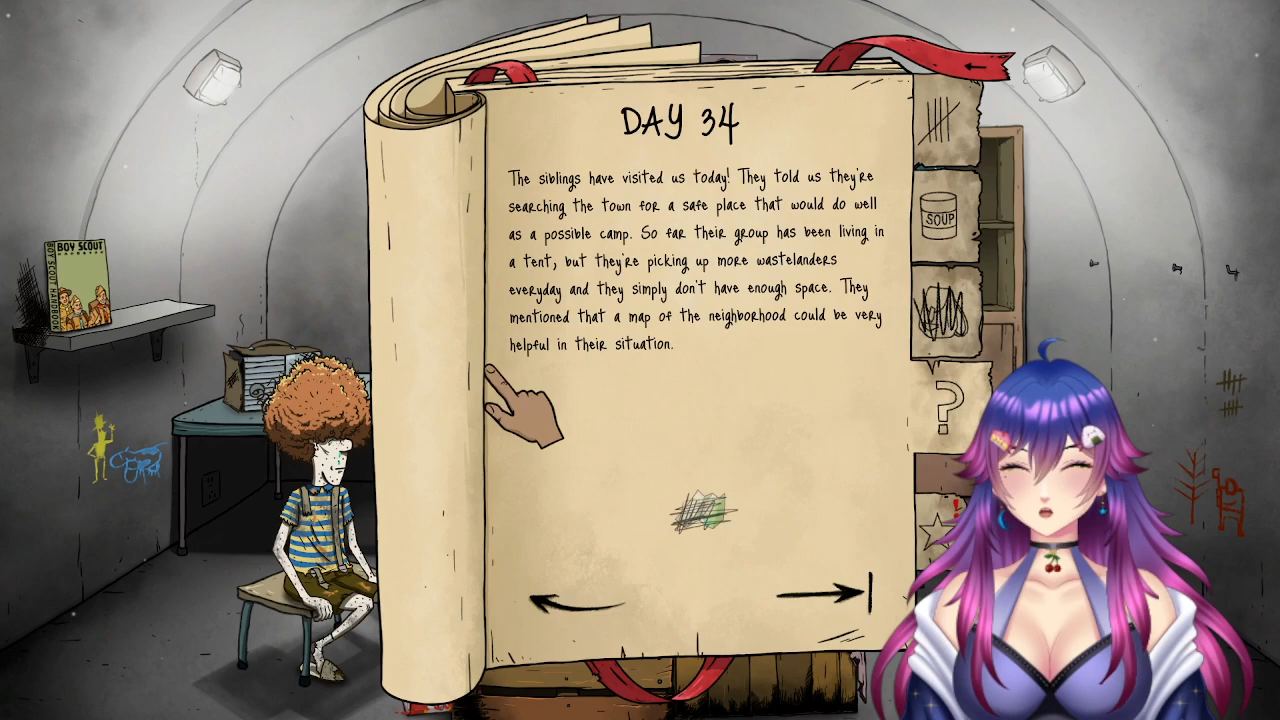 DAY 34
The siblings have visited us today! They told us they're
searching the town for a safe place that would do well
as a possible camp. So far their group has been living in
a tent, but they're picking up more wastelanders
everyday and they simply don't have enough space. They
mentioned that a map of the neighborhood could be very
helpful in their situation.
SOUP
?
BOY SCOUT
BOY SCOUT HANDBOOK